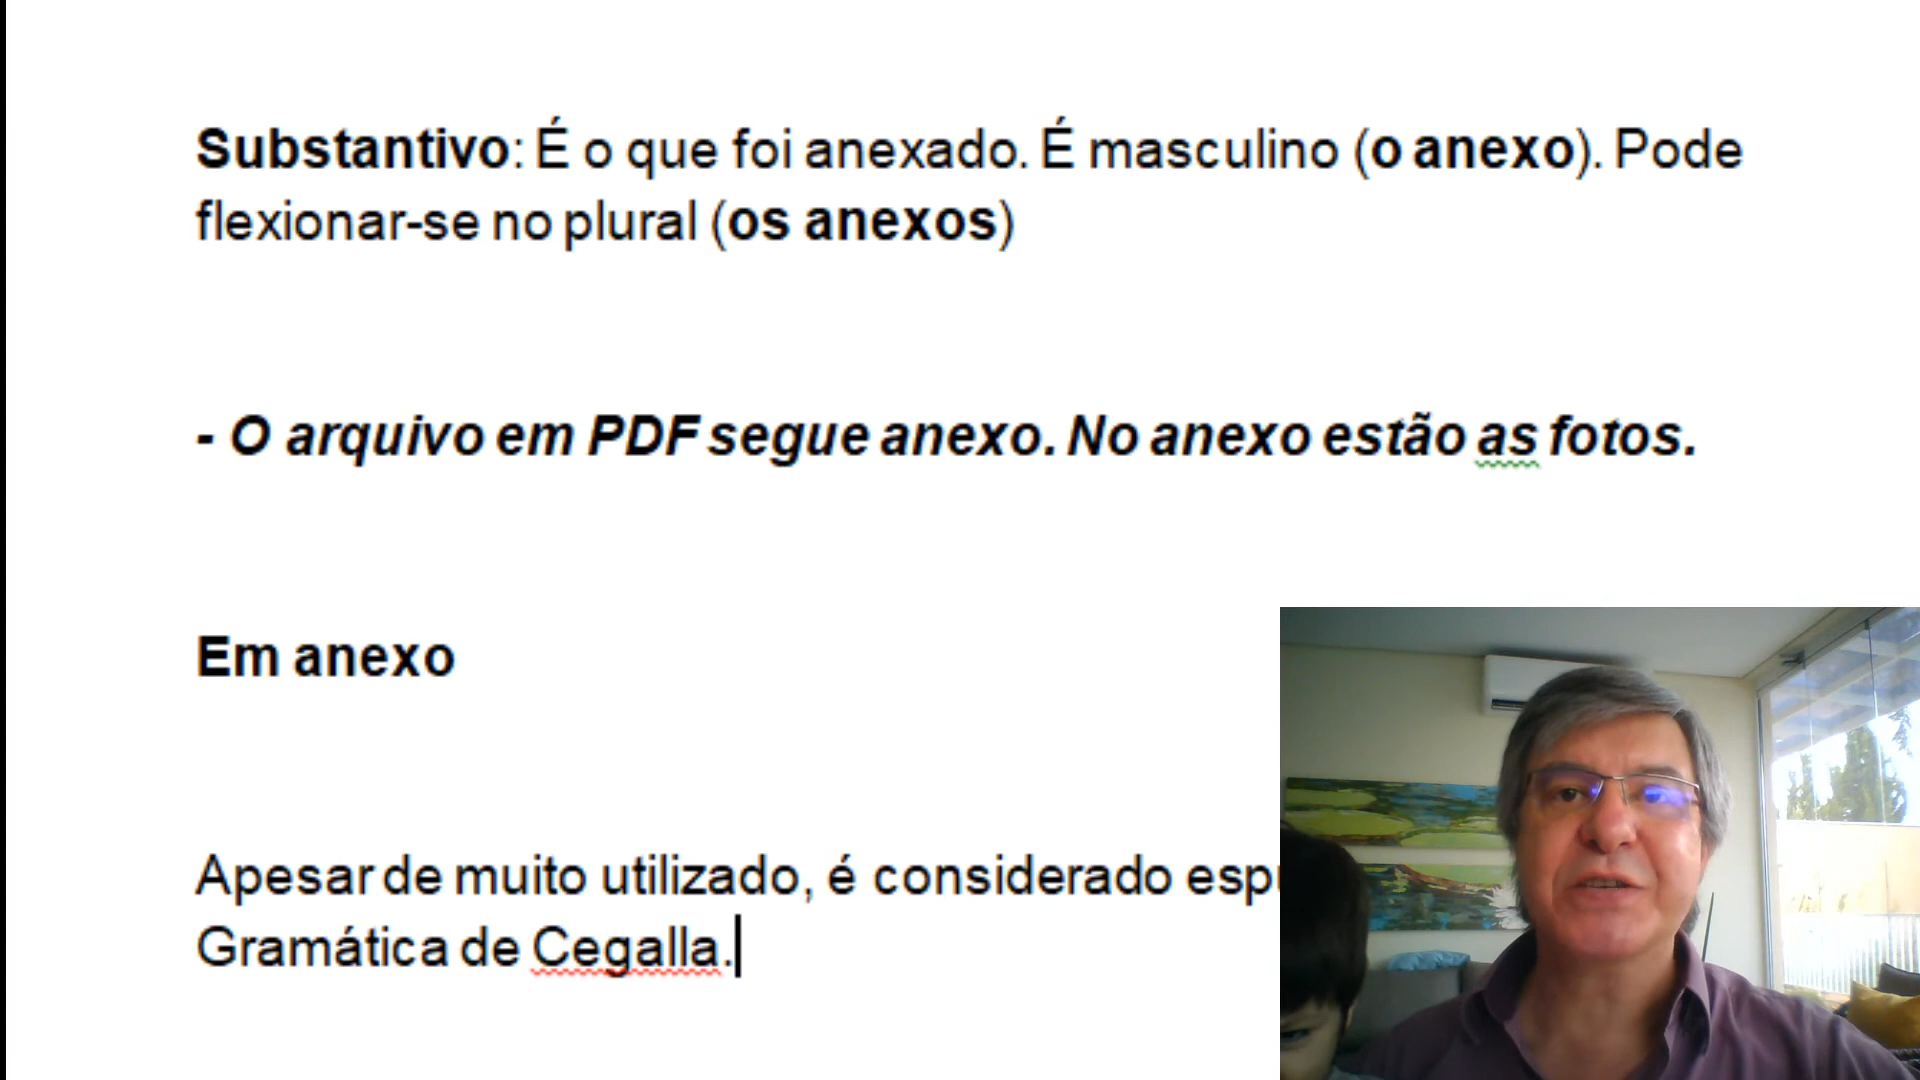 Substantivo: É o que foi anexado. É masculino (o anexo). Pode
flexionar-se no plural (os anexos)
- O arquivo em PDF segue anexo. No anexo estão as fotos.
Em anexo
Apesar de muito utilizado, é considerado
Gramática de Cegalla.